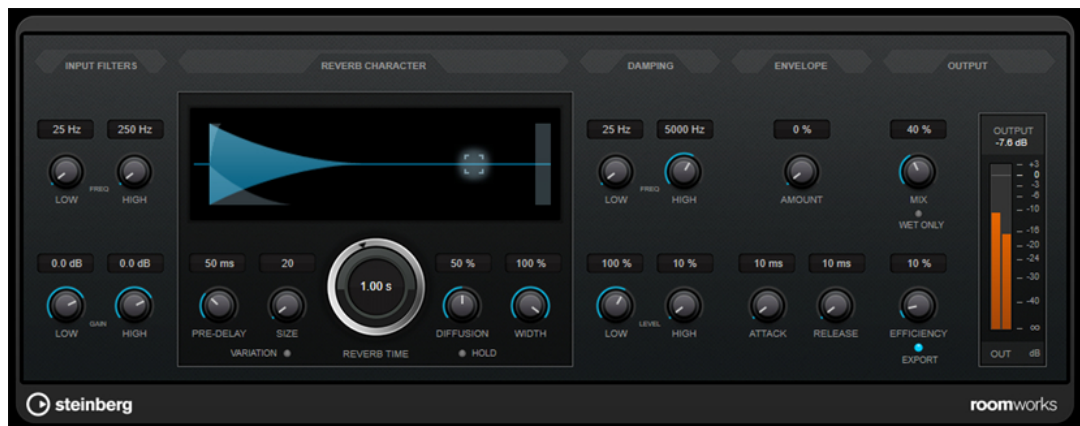 INPUT FILTERS
REVERB CHARACTER
DAMPING
ENVELOPE
OUTPUT
25 Hz
250 Hz
LOW
FREQ
HIGH
0.0 dB
0.0 dB
LOW
GAIN
HIGH
50 ms
20
1.00 s
50 %
100 %
PRE-DELAY
SIZE
DIFFUSION
WIDTH
VARIATION
REVERB TIME
HOLD
25 Hz
5000 Hz
LOW
FREQ
HIGH
100 %
10 %
LOW
LEVEL
HIGH
0 %
AMOUNT
10 ms
10 ms
ATTACK
RELEASE
40 %
MIX
WET ONLY
10 %
EFFICIENCY
EXPORT
OUTPUT
-7.6 dB
+3
0
-3
-6
-10
-16
-20
-24
-30
-40
∞
OUT dB
steinberg
roomworks